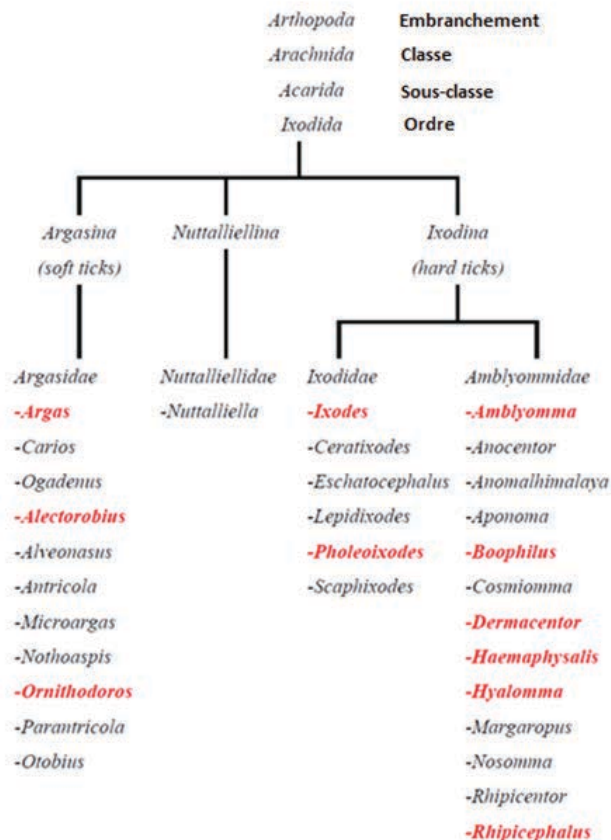 Arthopoda Embranchement
Arachnida Classe
Acarida Sous-classe
Ixodida Ordre
Argasina Nuttalliellina Ixodina
(soft ticks) (hard ticks)
Argasidae Nuttalliellidae Ixodidae Amblyommidae
-Argas -Nuttalliella -Ixodes -Amblyomma
-Carios -Ceratixodes -Anocentor
-Ogadenus -Eschatocephalus -Anomalhimalaya
-Alectorobius -Lepidixodes -Aponoma
-Alveonasus -Pholeoixodes -Boophilus
-Antricola -Scaphixodes -Cosmiomma
-Microargas -Dermacentor
-Nothoaspis -Haemaphysalis
-Ornithodoros -Hyalomma
-Parantricola -Margaropus
-Otobius -Nosomma
-Rhipicentor
-Rhipicephalus